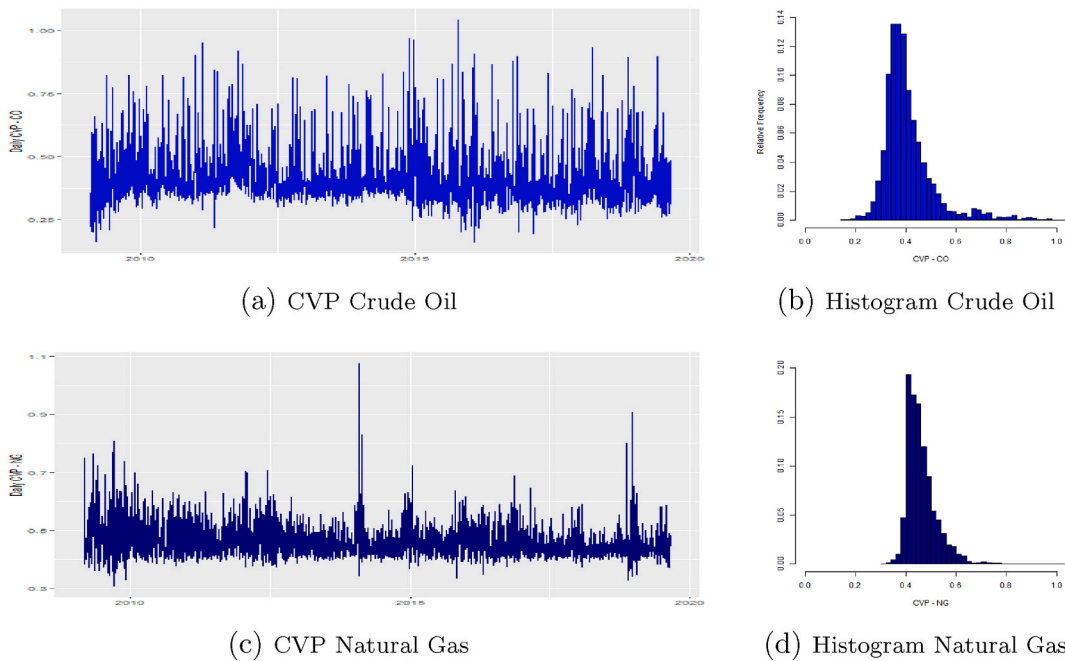 1.00
0.75
0.50
0.25
Daily CVP - CO
2010 2015 2020
(a) CVP Crude Oil
0.14
0.12
0.10
0.08
0.06
0.04
0.02
0.00
Relative Frequency
0.0 0.2 0.4 0.6 0.8 1.0
CVP - CO
(b) Histogram Crude Oil
1.1
0.9
0.7
0.5
0.3
Daily CVP - NG
2010 2015 2020
(c) CVP Natural Gas
0.20
0.15
0.10
0.05
0.00
0.0 0.2 0.4 0.6 0.8 1.0
CVP - NG
(d) Histogram Natural Gas